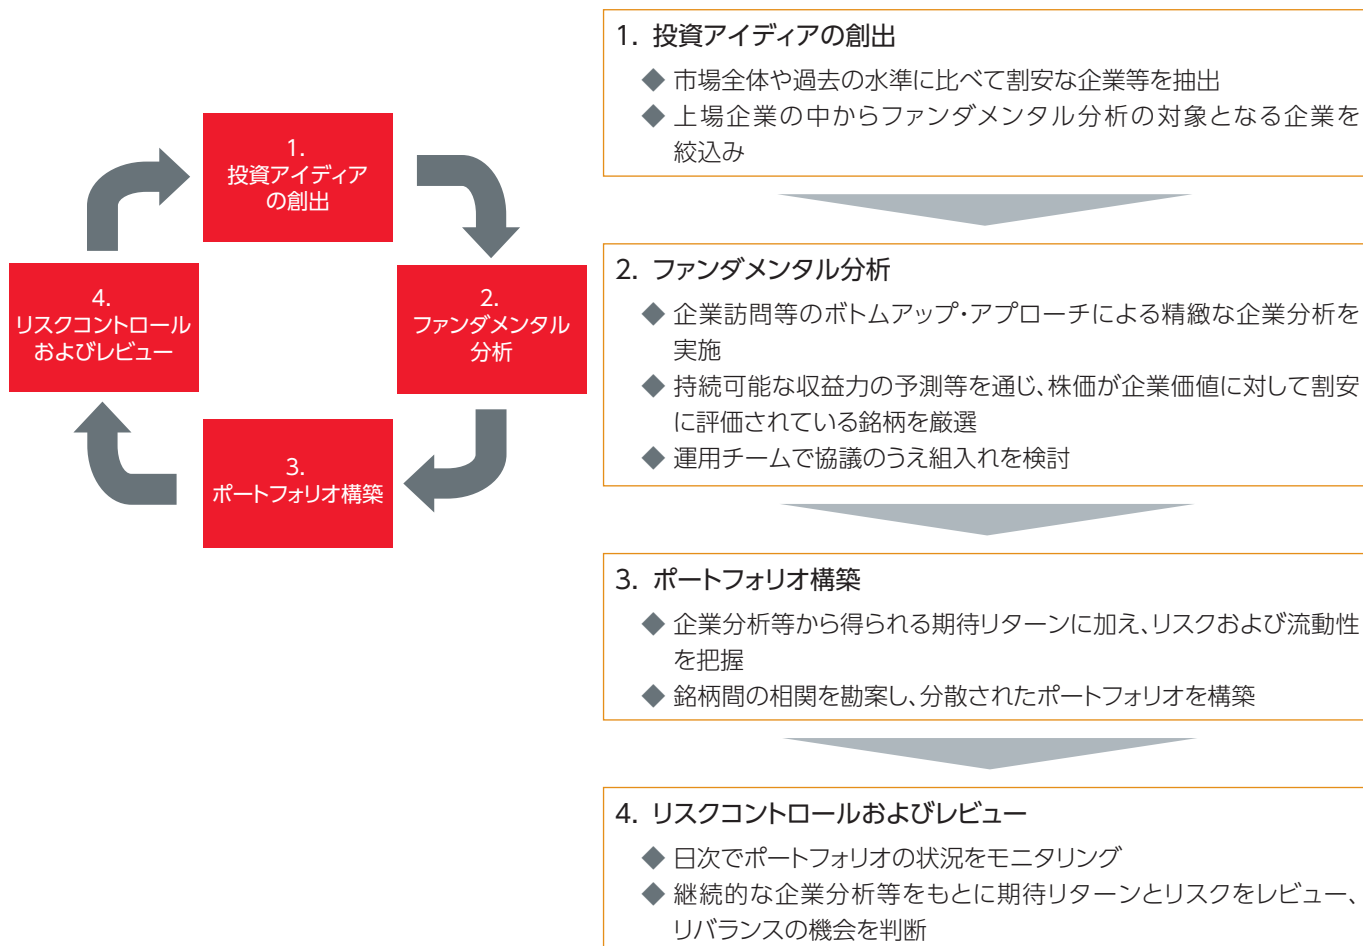 1.
投資アイディア
の創出
2.
ファンダメンタル
分析
3.
ポートフォリオ構築
4.
リスクコントロール
およびレビュー
1. 投資アイディアの創出
◆ 市場全体や過去の水準に比べて割安な企業等を抽出
◆ 上場企業の中からファンダメンタル分析の対象となる企業を
絞込み
2. ファンダメンタル分析
◆ 企業訪問等のボトムアップ・アプローチによる精緻な企業分析を
実施
◆ 持続可能な収益力の予測等を通じ、株価が企業価値に対して割安
に評価されている銘柄を厳選
◆ 運用チームで協議のうえ組入れを検討
3. ポートフォリオ構築
◆ 企業分析等から得られる期待リターンに加え、リスクおよび流動性
を把握
◆ 銘柄間の相関を勘案し、分散されたポートフォリオを構築
4. リスクコントロールおよびレビュー
◆ 日次でポートフォリオの状況をモニタリング
◆ 継続的な企業分析等をもとに期待リターンとリスクをレビュー、
リバランスの機会を判断